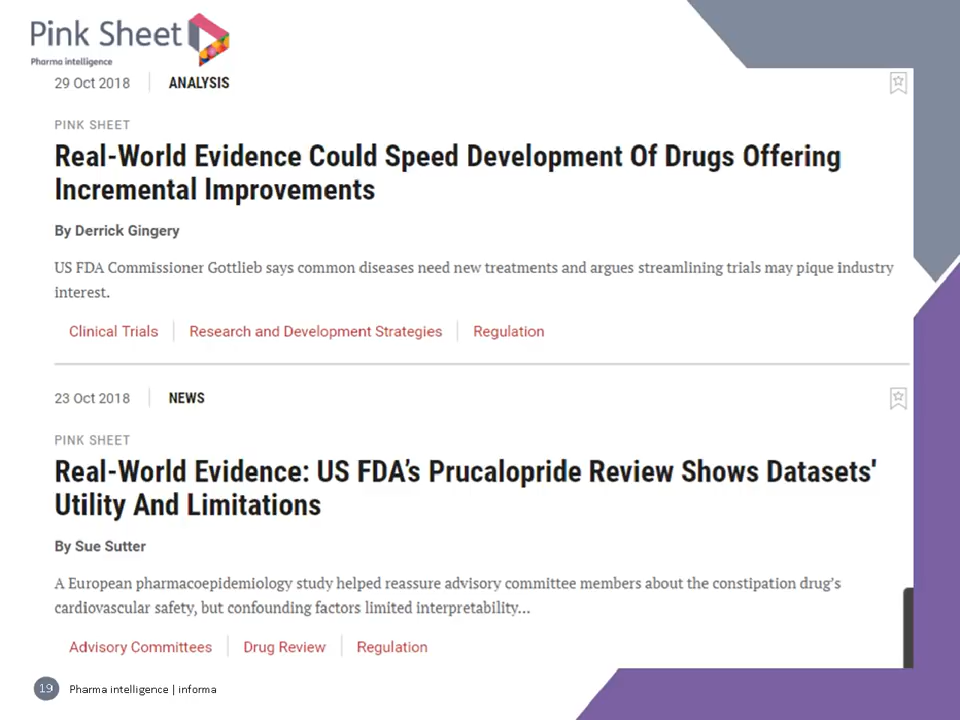 Pink Sheet
Pharma intelligence
29 Oct 2018 ANALYSIS
PINK SHEET
Real-World Evidence Could Speed Development Of Drugs Offering
Incremental Improvements
By Derrick Gingery
US FDA Commissioner Gottlieb says common diseases need new treatments and argues streamlining trials may pique industry
interest.
Clinical Trials Research and Development Strategies Regulation
23 Oct 2018 NEWS
PINK SHEET
Real-World Evidence: US FDA’s Prucalopride Review Shows Datasets'
Utility And Limitations
By Sue Sutter
A European pharmacoepidemiology study helped reassure advisory committee members about the constipation drug’s
cardiovascular safety, but confounding factors limited interpretability...
Advisory Committees Drug Review Regulation
19 Pharma intelligence | informa